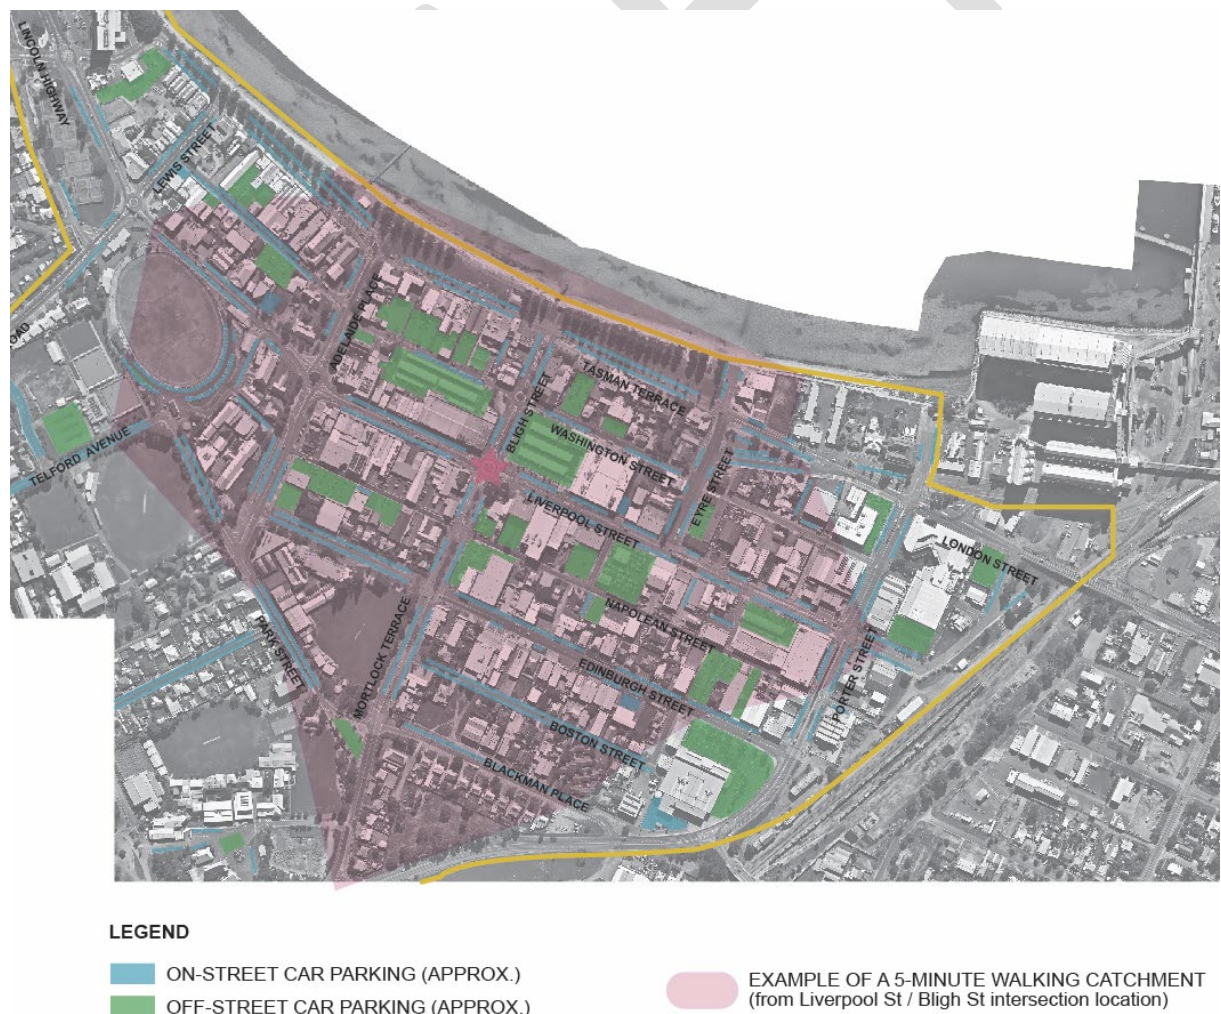 LINCOLN HIGHWAY
LEWIS STREET
ADELAIDE PLACE
TASMAN TERRACE
BLIGH STREET
WASHINGTON STREET
TELFORD AVENUE
EYRE STREET
LIVERPOOL STREET
LONDON STREET
NAPOLEAN STREET
PARK STREET
MORTLOCK TERRACE
EDINBURGH STREET
PORTER STREET
BOSTON STREET
BLACKMAN PLACE
LEGEND
ON-STREET CAR PARKING (APPROX.)
OFF-STREET CAR PARKING (APPROX.)
EXAMPLE OF A 5-MINUTE WALKING CATCHMENT
(from Liverpool St / Bligh St intersection location)